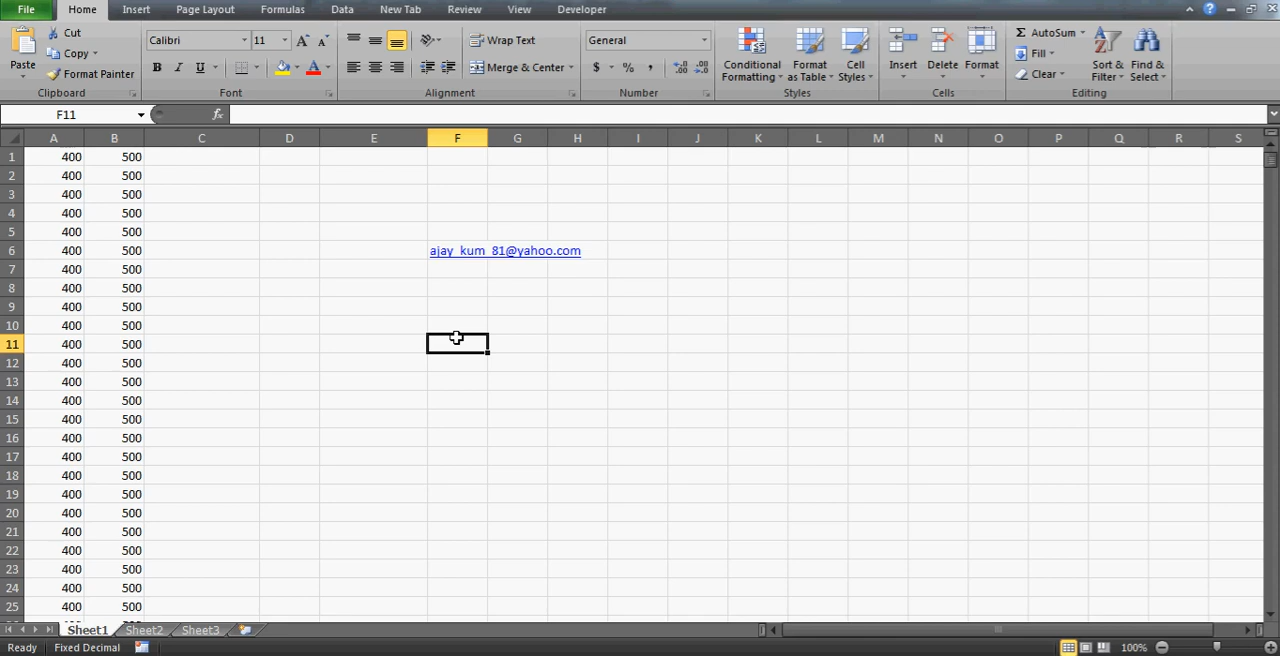 File Home Insert Page Layout Formulas Data New Tab Review View Developer
Cut Calibri 11 A A Wrap Text General AutoSum
Copy Fill
Paste Format Painter B I U A Merge & Center $ % , Conditional Formatting Format as Table Cell Styles Insert Delete Format Clear Sort & Filter Find & Select
Clipboard Font Alignment Number Styles Cells Editing
F11 fx
A B C D E F G H I J K L M N O P Q R S
1 400 500
2 400 500
3 400 500
4 400 500
5 400 500
6 400 500 ajay_kum_81@yahoo.com
7 400 500
8 400 500
9 400 500
10 400 500
11 400 500
12 400 500
13 400 500
14 400 500
15 400 500
16 400 500
17 400 500
18 400 500
19 400 500
20 400 500
21 400 500
22 400 500
23 400 500
24 400 500
25 400 500
Sheet1 Sheet2 Sheet3
Ready Fixed Decimal 100%